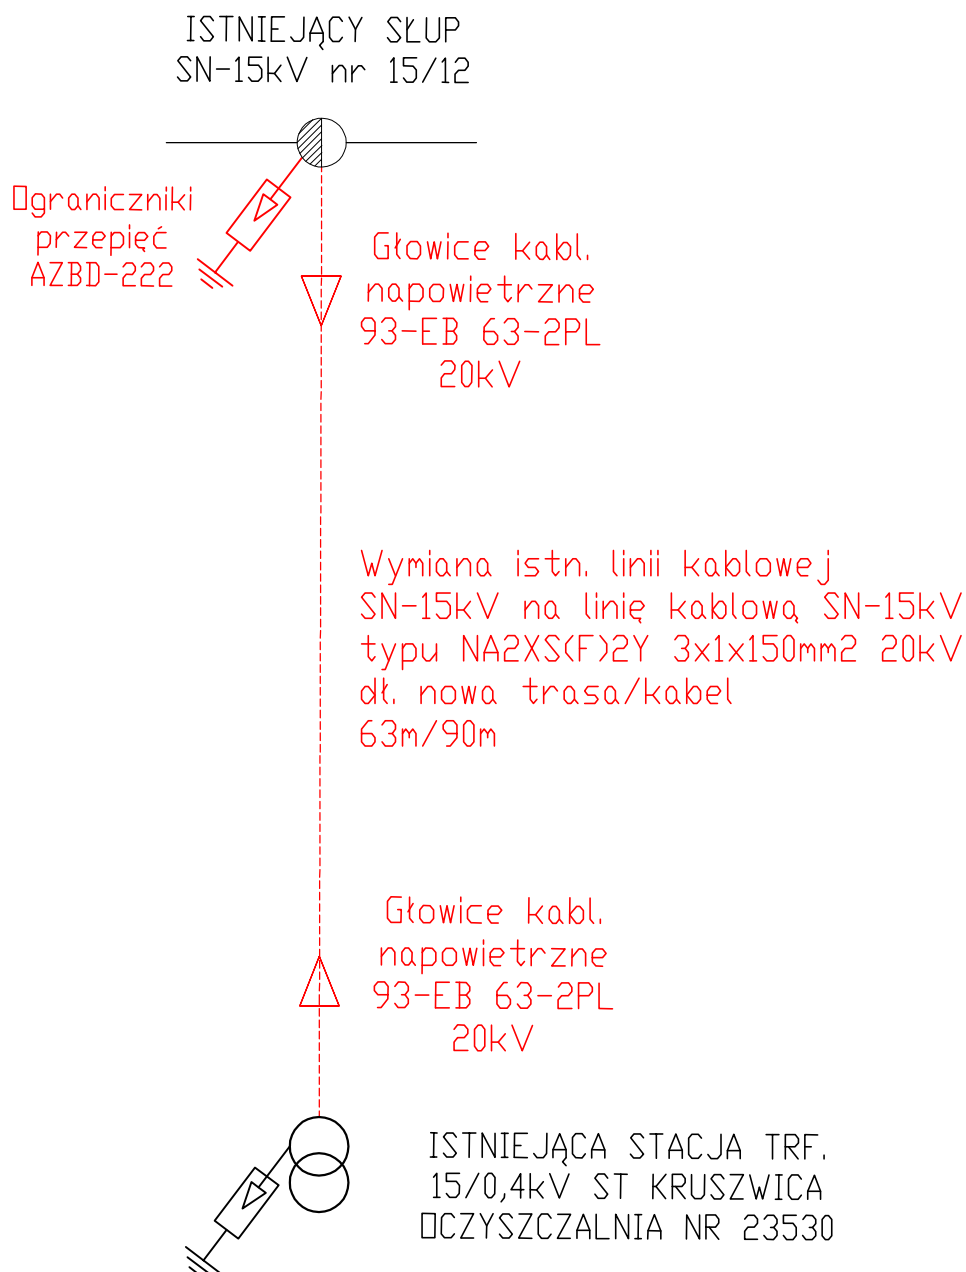 ISTNIEJĄCY SŁUP
SN-15kV nr 15/12
Ograniczniki
przepięć
AZBD-222
Głowice kabl.
napowietrzne
93-EB 63-2PL
20kV
Wymiana istn. linii kablowej
SN-15kV na linię kablową SN-15kV
typu NA2XS(F)2Y 3x1x150mm2 20kV
dł. nowa trasa/kabel
63m/90m
Głowice kabl.
napowietrzne
93-EB 63-2PL
20kV
ISTNIEJĄCA STACJA TRF.
15/0,4kV ST KRUSZWICA
OCZYSZCZALNIA NR 23530